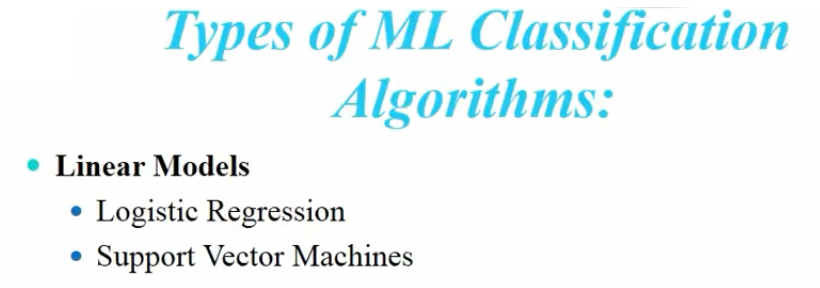 Types of ML Classification
Algorithms:
Linear Models
Logistic Regression
Support Vector Machines